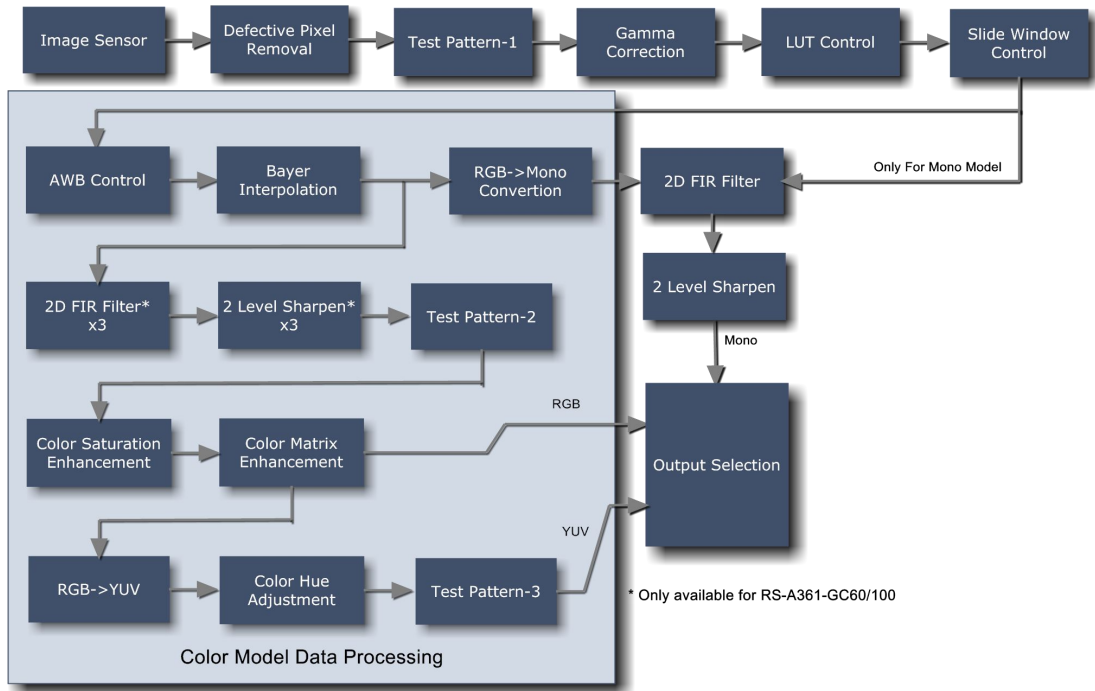 Image Sensor
Defective Pixel
Removal
Test Pattern-1
Gamma
Correction
LUT Control
Slide Window
Control
AWB Control
Bayer
Interpolation
RGB->Mono
Convertion
2D FIR Filter
Only For Mono Model
2D FIR Filter*
x3
2 Level Sharpen*
x3
Test Pattern-2
2 Level Sharpen
Mono
Color Saturation
Enhancement
Color Matrix
Enhancement
RGB
Output Selection
RGB->YUV
Color Hue
Adjustment
Test Pattern-3
YUV
* Only available for RS-A361-GC60/100
Color Model Data Processing